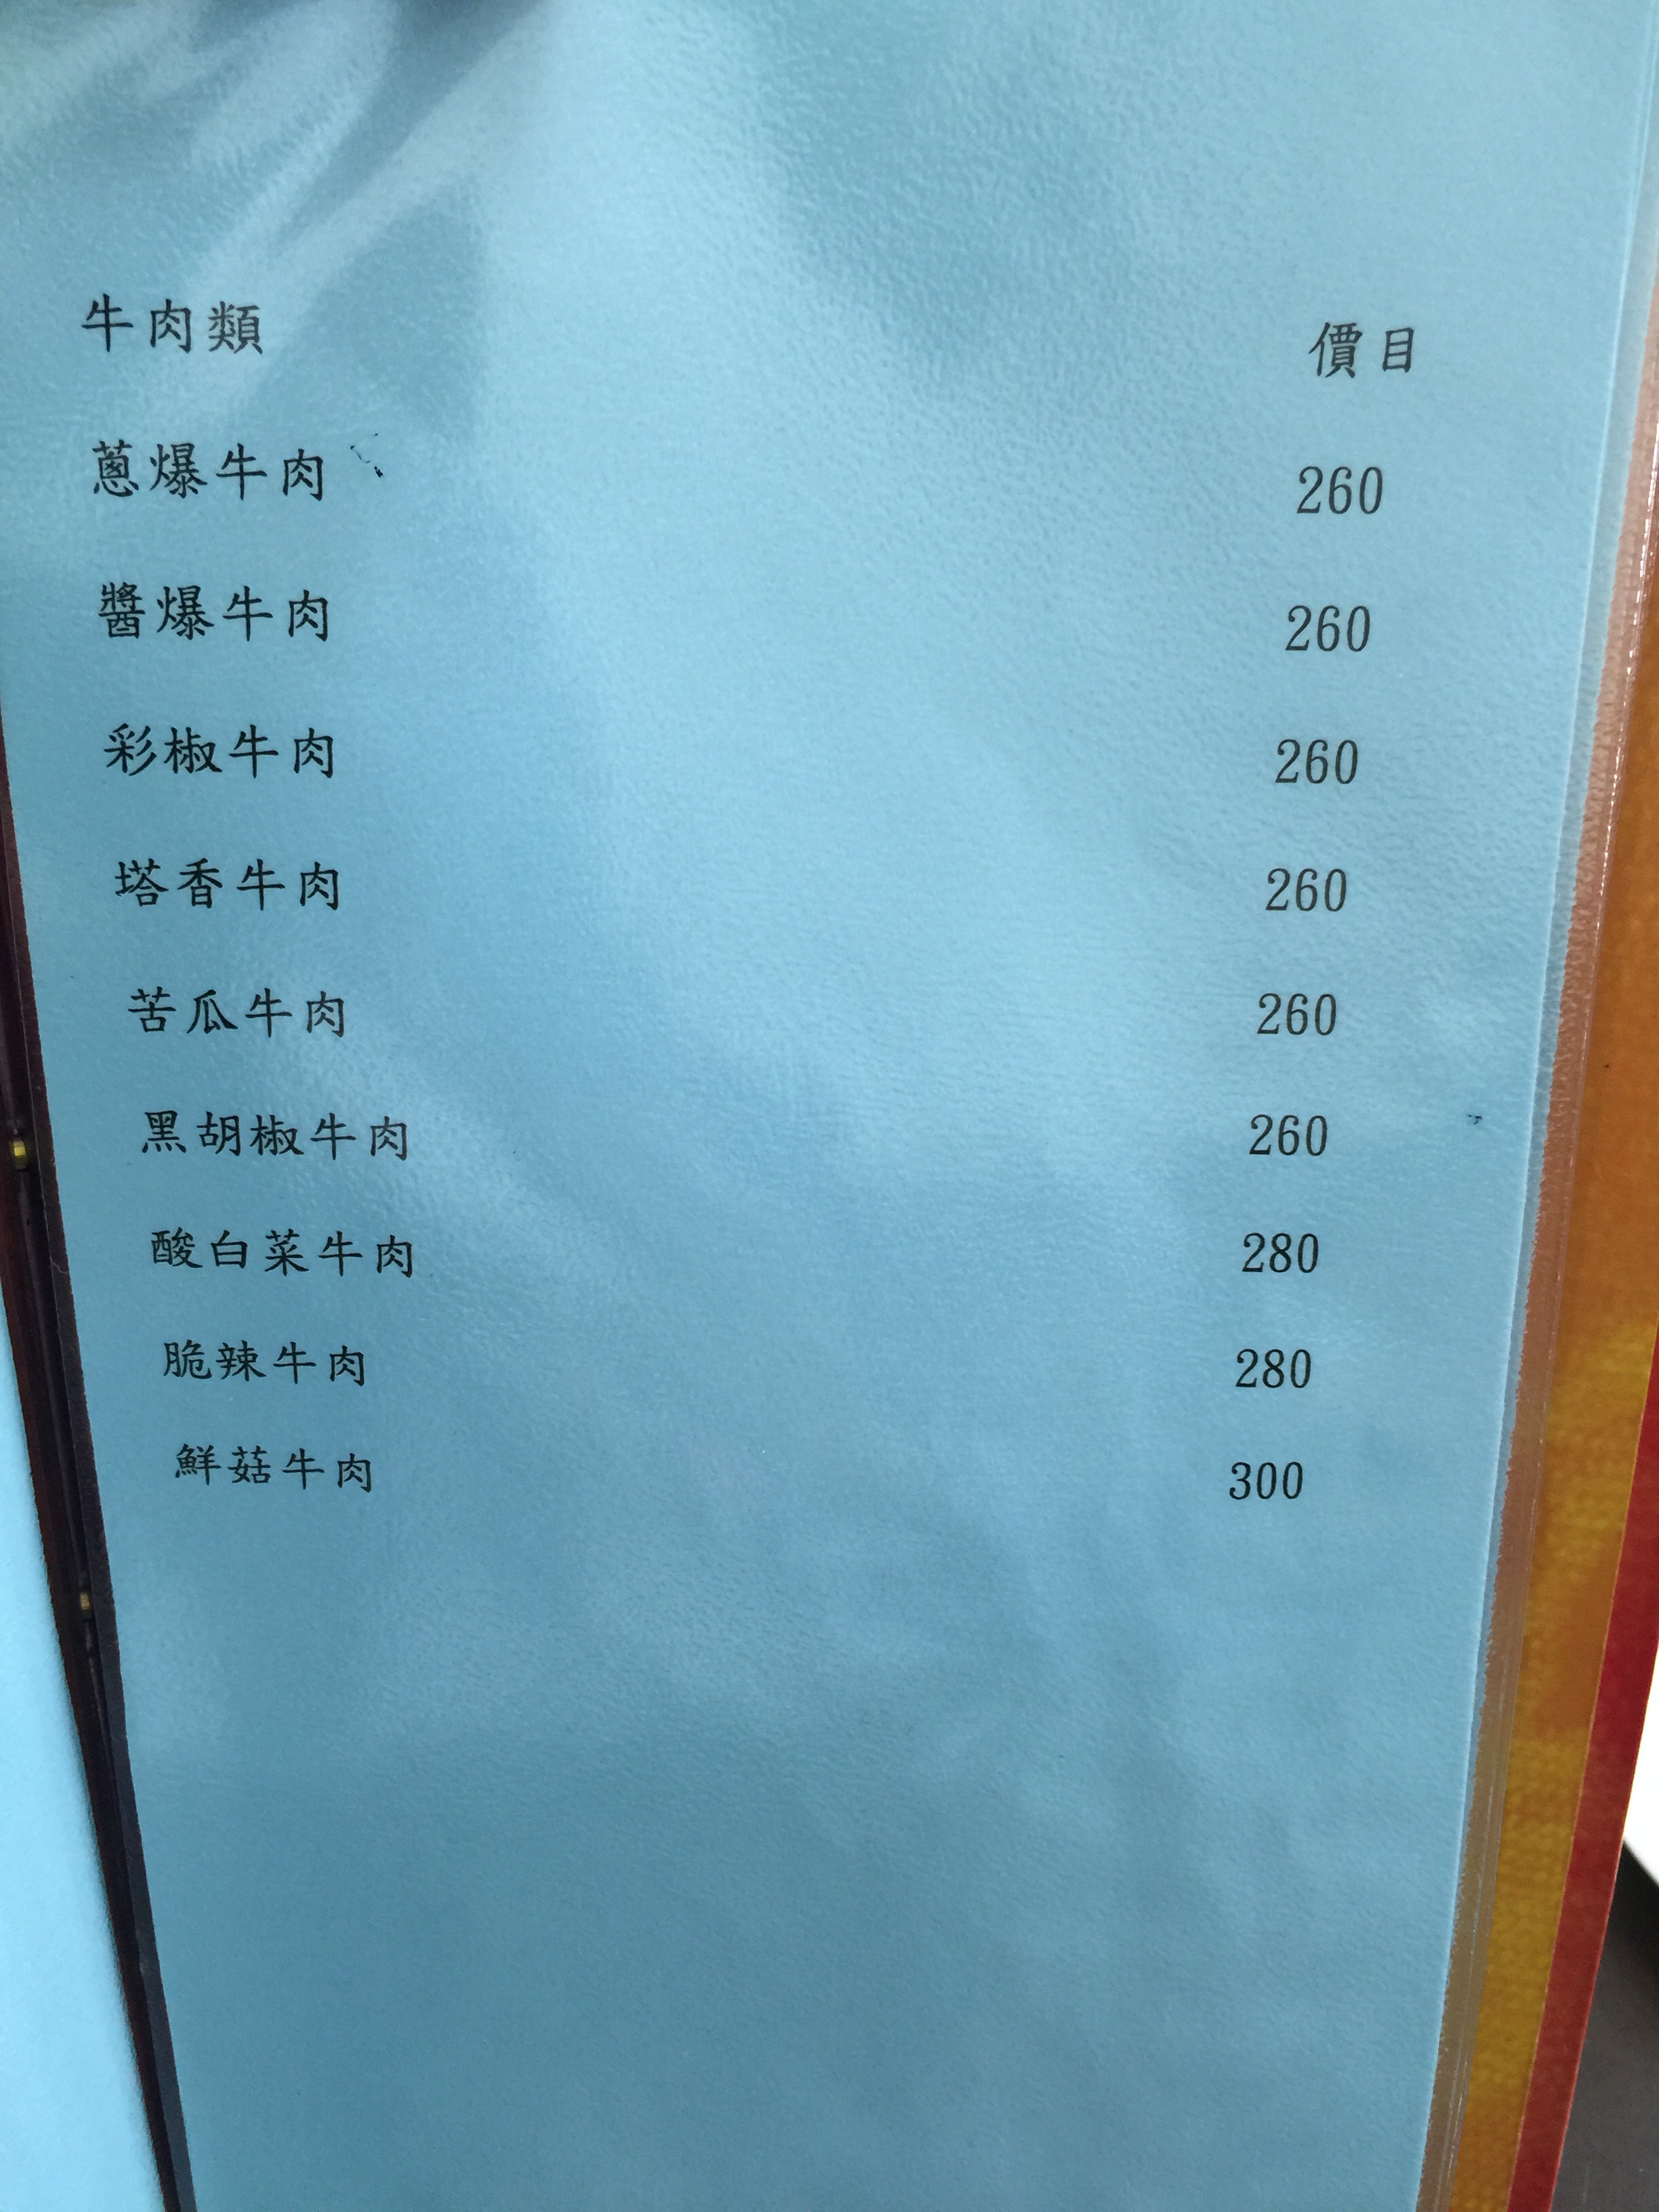 牛肉類 價目
蔥爆牛肉 260
醬爆牛肉 260
彩椒牛肉 260
塔香牛肉 260
苦瓜牛肉 260
黑胡椒牛肉 260
酸白菜牛肉 280
脆辣牛肉 280
鮮菇牛肉 300